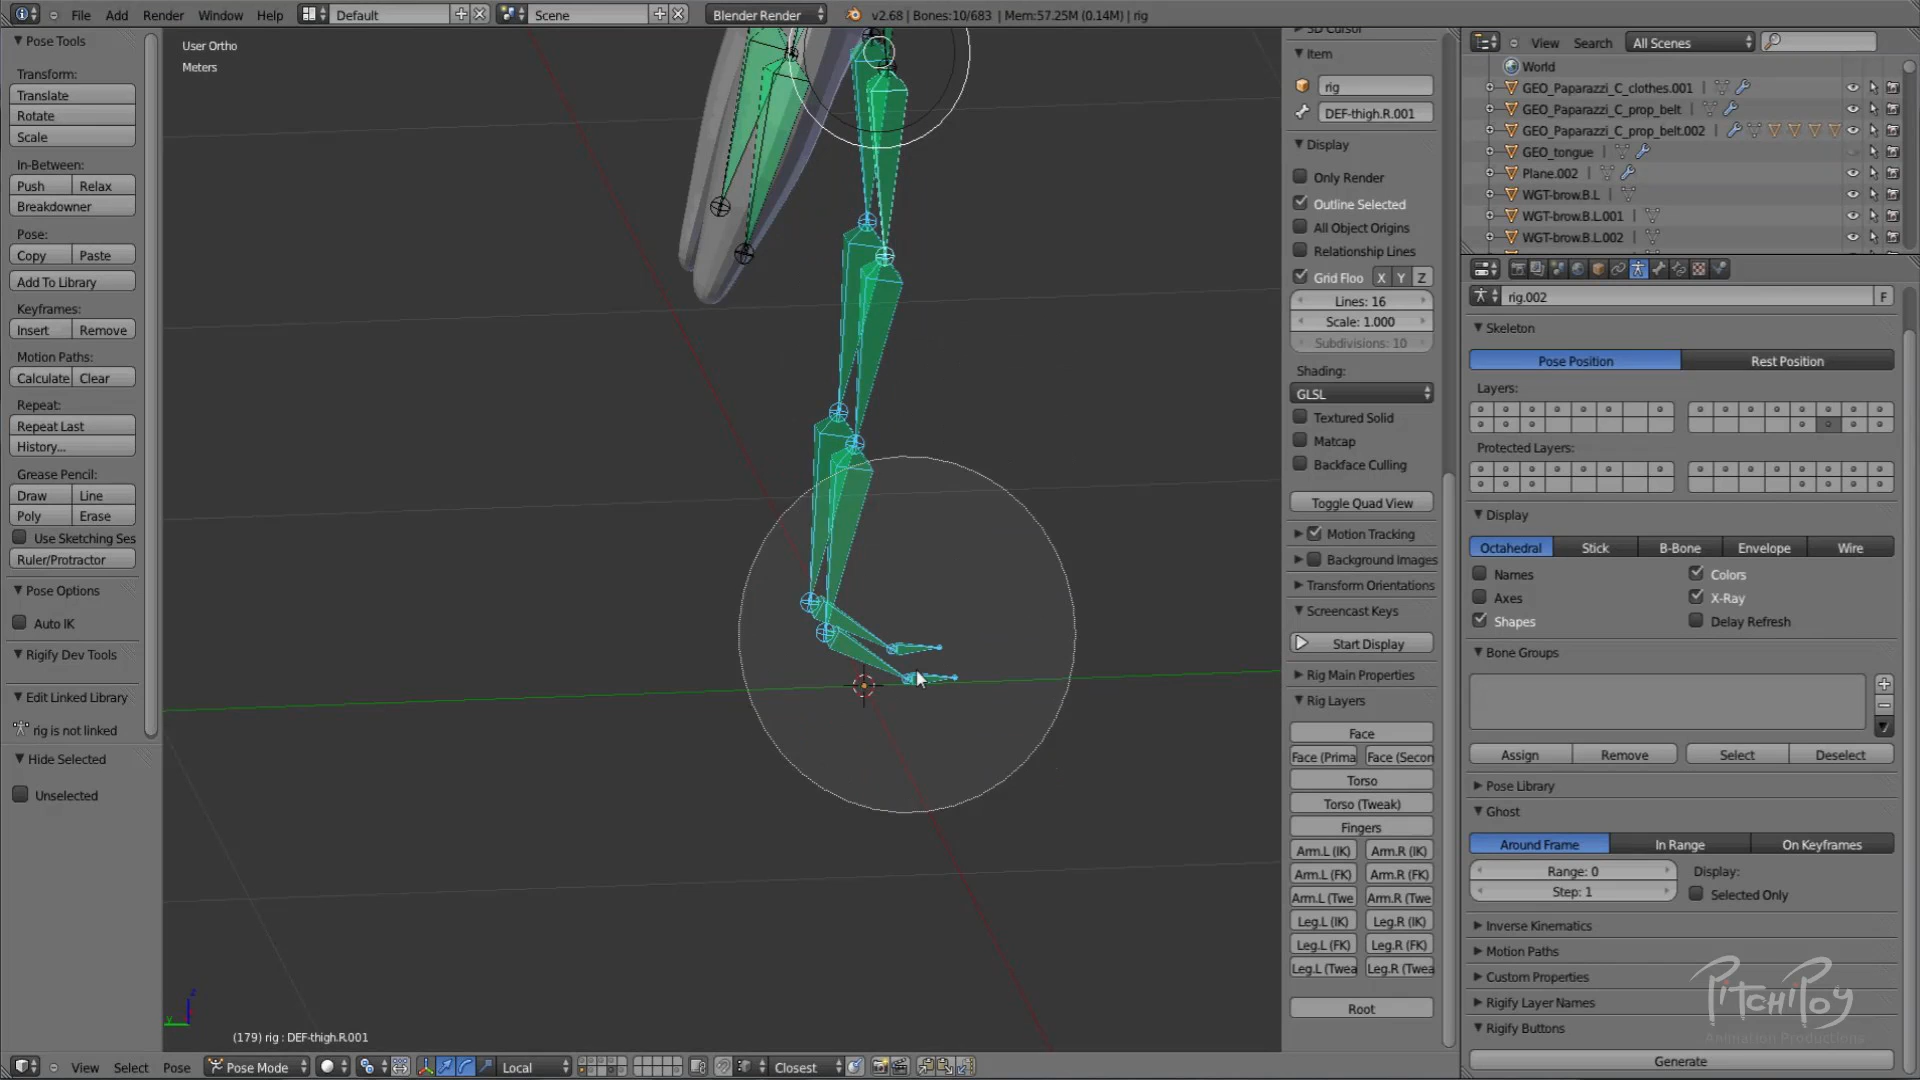 File Add Render Window Help Default Scene Blender Render v2.68 | Bones:10/683 | Mem:57.25M (0.14M) | rig
Pose Tools
Transform:
Translate
Rotate
Scale
In-Between:
Push Relax
Breakdowner
Pose:
Copy Paste
Add To Library
Keyframes:
Insert Remove
Motion Paths:
Calculate Clear
Repeat:
Repeat Last
History...
Grease Pencil:
Draw Line
Poly Erase
Use Sketching Ses
Ruler/Protractor
Pose Options
Auto IK
Rigify Dev Tools
Edit Linked Library
rig is not linked
Hide Selected
Unselected
User Ortho
Meters
z
y
(179) rig : DEF-thigh.R.001
View Select Pose Pose Mode Local Closest
3D Cursor
Item
rig
DEF-thigh.R.001
Display
Only Render
Outline Selected
All Object Origins
Relationship Lines
Grid Floo X Y Z
Lines: 16
Scale: 1.000
Subdivisions: 10
Shading:
GLSL
Textured Solid
Matcap
Backface Culling
Toggle Quad View
Motion Tracking
Background Images
Transform Orientations
Screencast Keys
Start Display
Rig Main Properties
Rig Layers
Face
Face (Prima Face (Secon
Torso
Torso (Tweak)
Fingers
Arm.L (IK) Arm.R (IK)
Arm.L (FK) Arm.R (FK)
Arm.L (Twe Arm.R (Twe
Leg.L (IK) Leg.R (IK)
Leg.L (FK) Leg.R (FK)
Leg.L (Twea Leg.R (Twea
Root
View Search All Scenes
World
GEO_Paparazzi_C_clothes.001
GEO_Paparazzi_C_prop_belt
GEO_Paparazzi_C_prop_belt.002
GEO_tongue
Plane.002
WGT-brow.B.L
WGT-brow.B.L.001
WGT-brow.B.L.002
rig.002 F
Skeleton
Pose Position Rest Position
Layers:
Protected Layers:
Display
Octahedral Stick B-Bone Envelope Wire
Names Colors
Axes X-Ray
Shapes Delay Refresh
Bone Groups
Assign Remove Select Deselect
Pose Library
Ghost
Around Frame In Range On Keyframes
Range: 0 Display:
Step: 1 Selected Only
Inverse Kinematics
Motion Paths
Custom Properties
Rigify Layer Names
Rigify Buttons
Generate
PitchiPoy
Animation Productions